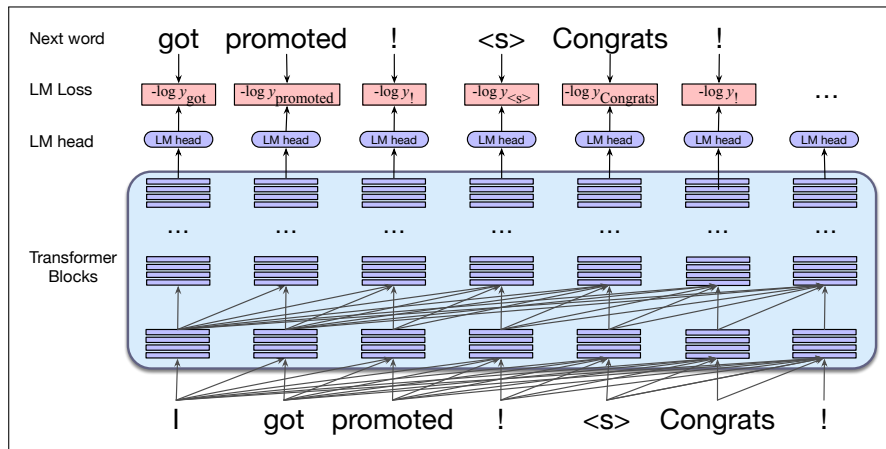 Next word got promoted ! <s> Congrats !
LM Loss -log y_got -log y_promoted -log y_! -log y_<s> -log y_Congrats -log y_! ...
LM head LM head LM head LM head LM head LM head LM head LM head
... ... ... ... ... ... ...
Transformer
Blocks
I got promoted ! <s> Congrats !